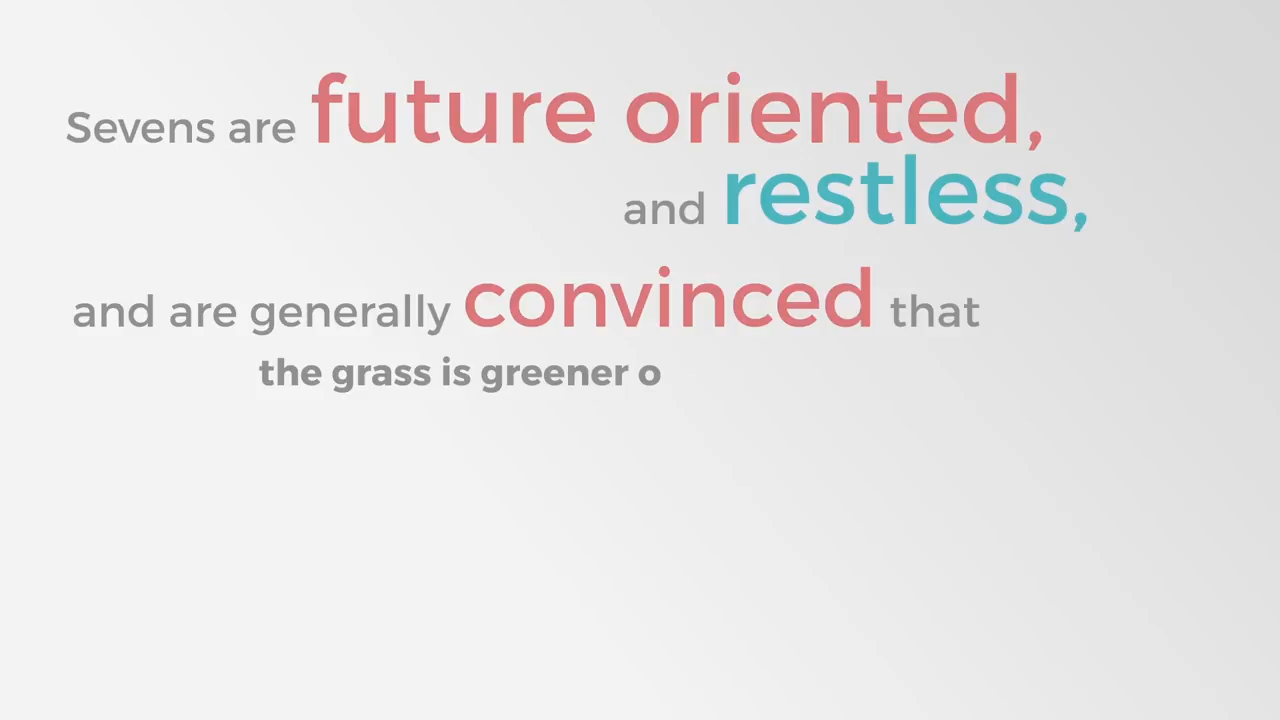 Sevens are future oriented,
and restless,
and are generally convinced that
the grass is greener o